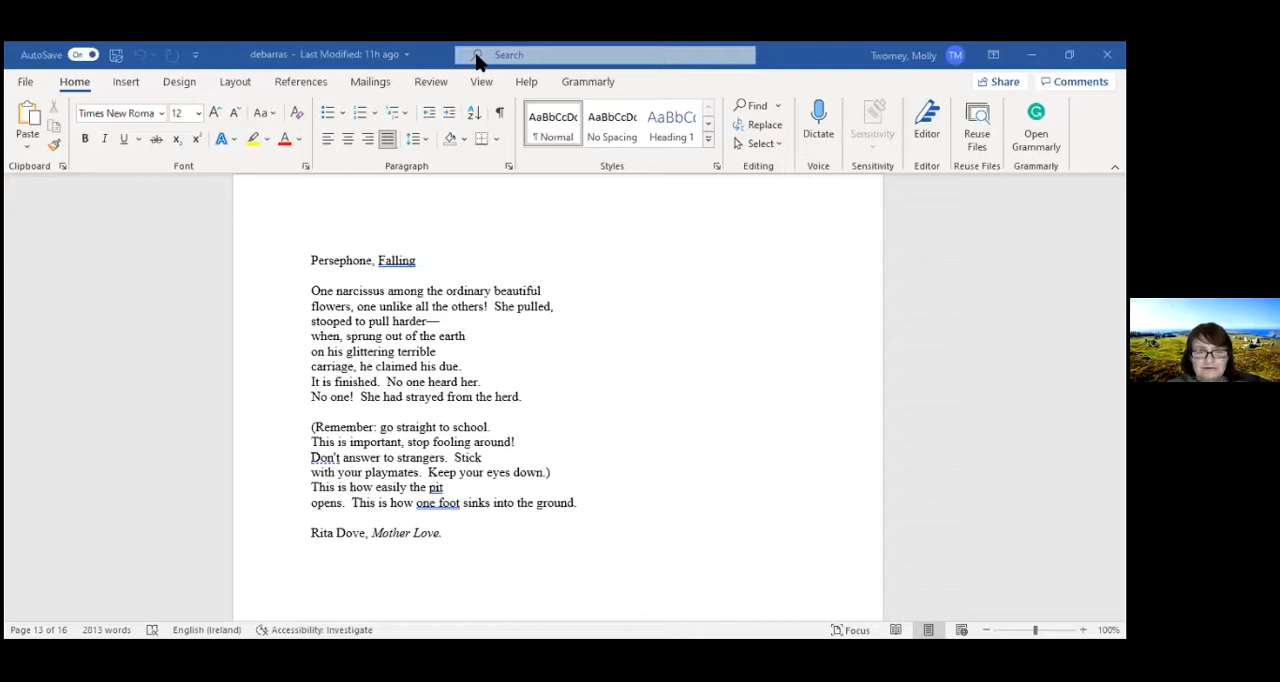 AutoSave On debarras - Last Modified: 11h ago Search Twomey, Molly TM
File Home Insert Design Layout References Mailings Review View Help Grammarly Share Comments
Times New Roma 12 Aa AaBbCcDc AaBbCcDc AaBbCc Find
Paste B I U ab x₂ x² A A ¶ Normal No Spacing Heading 1 Replace Select Dictate Sensitivity Editor Reuse Files Open Grammarly
Clipboard Font Paragraph Styles Editing Voice Sensitivity Editor Reuse Files Grammarly
Persephone, Falling
One narcissus among the ordinary beautiful
flowers, one unlike all the others! She pulled,
stooped to pull harder—
when, sprung out of the earth
on his glittering terrible
carriage, he claimed his due.
It is finished. No one heard her.
No one! She had strayed from the herd.
(Remember: go straight to school.
This is important, stop fooling around!
Don't answer to strangers. Stick
with your playmates. Keep your eyes down.)
This is how easily the pit
opens. This is how one foot sinks into the ground.
Rita Dove, Mother Love.
Page 13 of 16 2813 words English (Ireland) Accessibility: Investigate Focus 100%